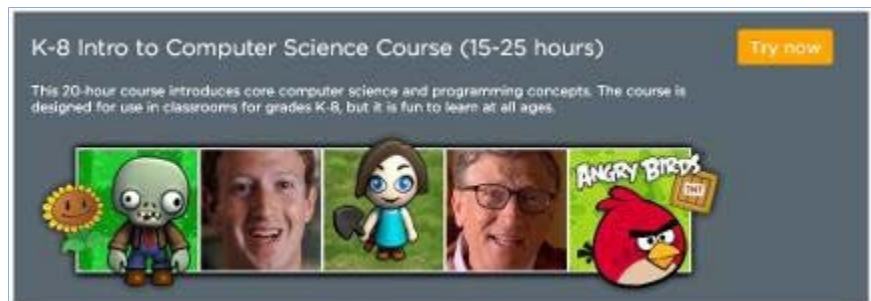 K-8 Intro to Computer Science Course (15-25 hours)
Try now
This 20-hour course introduces core computer science and programming concepts. The course is
designed for use in classrooms for grades K-8, but it is fun to learn at all ages.
ANGRY BIRDS
TNT